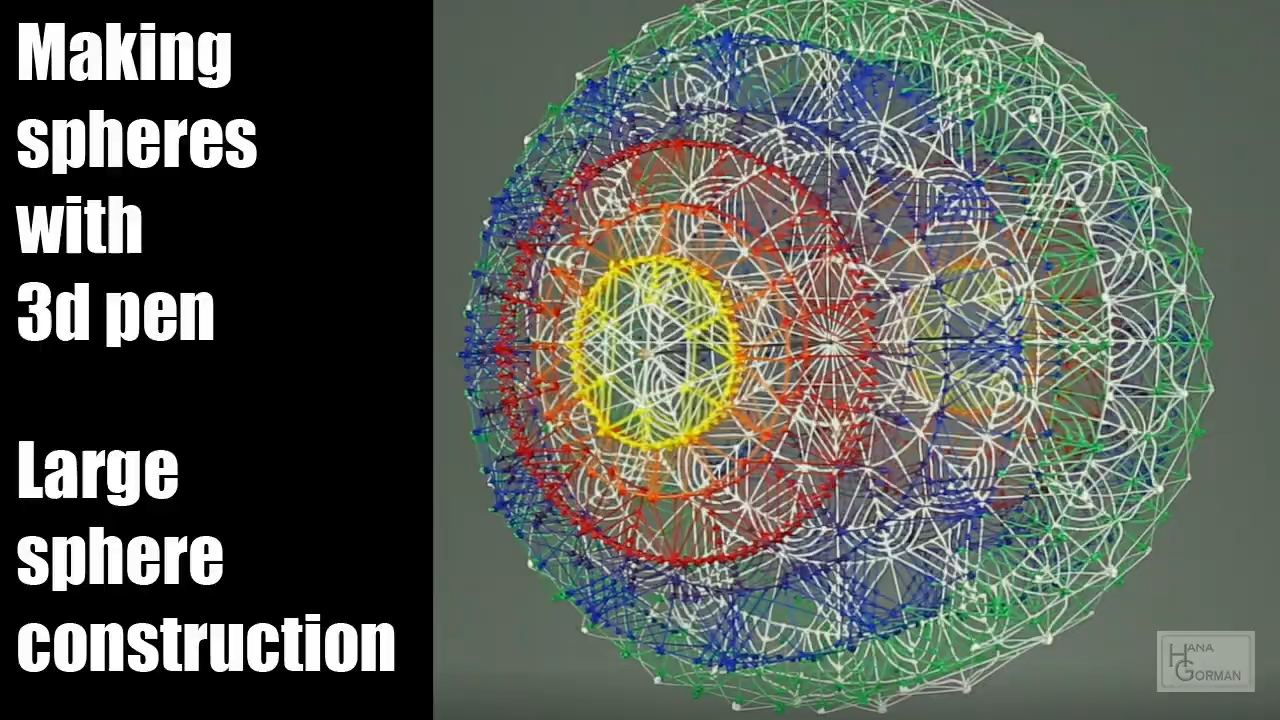 Making
spheres
with
3d pen
Large
sphere
construction
HANA
GORMAN